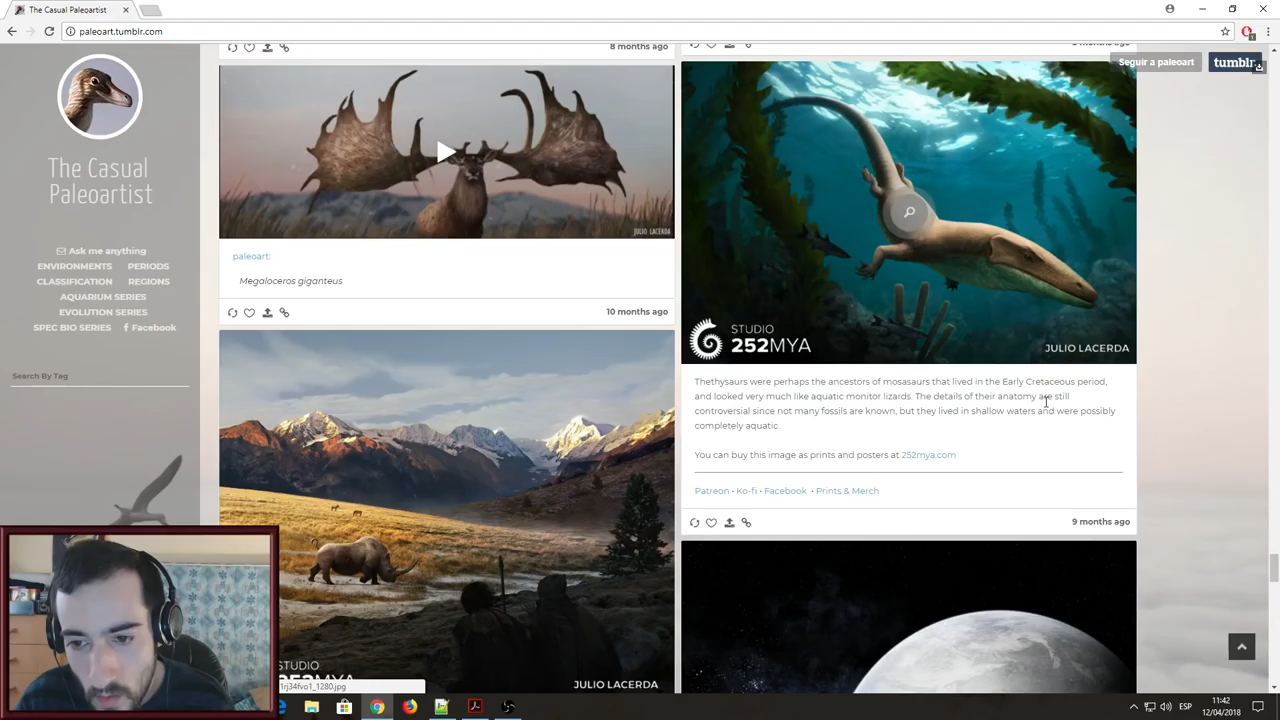 The Casual Paleoartist
paleoart.tumblr.com
Seguir a paleoart
tumblr.
8 months ago
The Casual
Paleoartist
Ask me anything
ENVIRONMENTS PERIODS
CLASSIFICATION REGIONS
AQUARIUM SERIES
EVOLUTION SERIES
SPEC BIO SERIES Facebook
Search By Tag
JULIO LACERDA
paleoart:
Megaloceros giganteus
10 months ago
STUDIO
JULIO LACERDA
1rj34fvo1_1280.jpg
STUDIO
252MYA
JULIO LACERDA
Thethysaurs were perhaps the ancestors of mosasaurs that lived in the Early Cretaceous period,
and looked very much like aquatic monitor lizards. The details of their anatomy are still
controversial since not many fossils are known, but they lived in shallow waters and were possibly
completely aquatic.
You can buy this image as prints and posters at 252mya.com
Patreon • Ko-fi • Facebook • Prints & Merch
9 months ago
ESP
11:42
12/04/2018